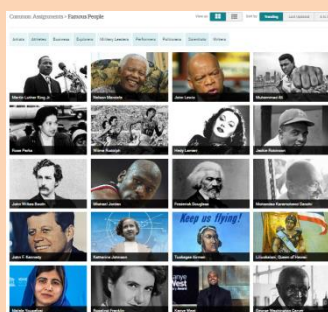 Common Assignments > Famous People
Artists Athletes Business Explorers Military Leaders Performers Politicians Scientists Writers
Martin Luther King, Jr.
Nelson Mandela
John Lewis
Muhammad Ali
Rosa Parks
Wilma Rudolph
Hedy Lamarr
Jackie Robinson
John Wilkes Booth
Michael Jordan
Frederick Douglass
Mohandas Karamchand Gandhi
Keep us flying!
John F. Kennedy
Katherine Johnson
Tuskegee Airmen
Liliuokalani, Queen of Hawaii
Malala Yousafzai
Rosalind Franklin
Kanye West
George Washington Carver